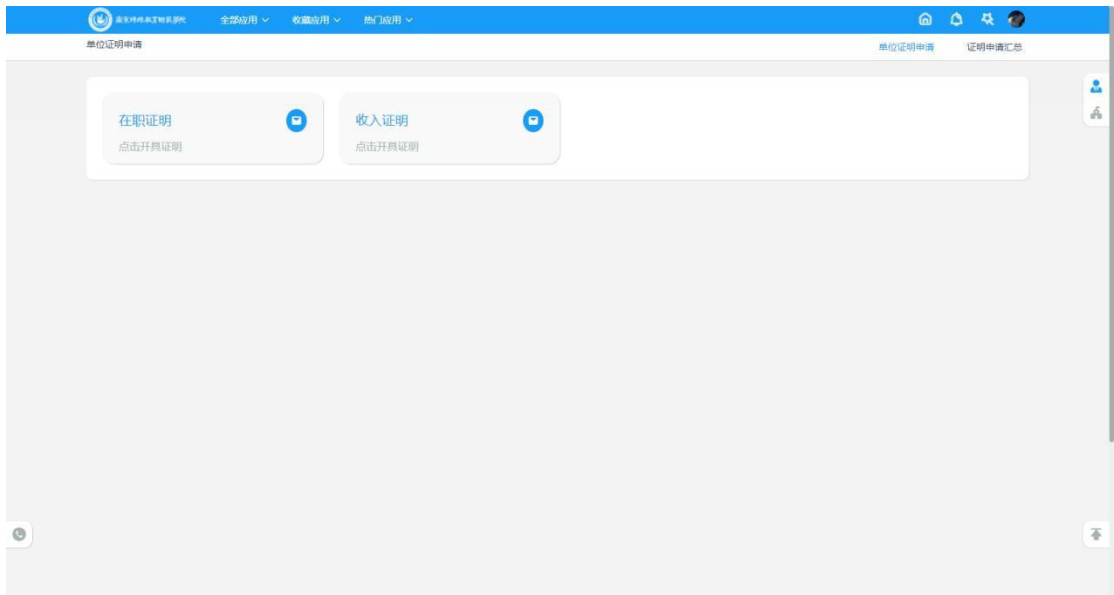 全部应用
收藏应用
热门应用
单位证明申请
单位证明申请
证明申请汇总
在职证明
点击开具证明
收入证明
点击开具证明